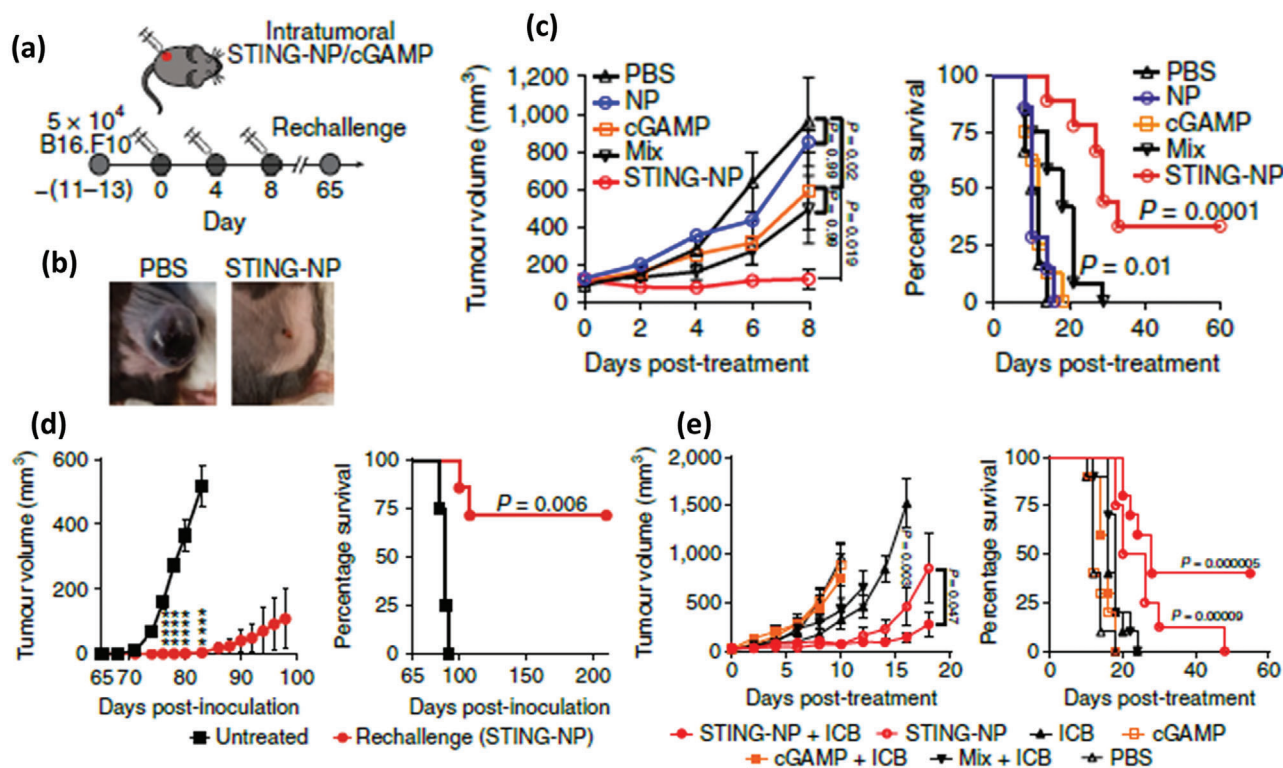 (a)
Intratumoral
STING-NP/cGAMP
5 × 10⁴
B16.F10
Rechallenge
–(11–13) 0 4 8 65
Day
(b)
PBS STING-NP
(c)
Tumour volume (mm³)
1,200
1,000
800
600
400
200
0
PBS
NP
cGAMP
Mix
STING-NP
P = 0.99
P = 0.02
P = 0.99
P = 0.019
0 2 4 6 8
Days post-treatment
Percentage survival
100
75
50
25
0
PBS
NP
cGAMP
Mix
STING-NP
P = 0.0001
P = 0.01
0 20 40 60
Days post-treatment
(d)
Tumour volume (mm³)
600
400
200
0
65 70 80 90 100
Days post-inoculation
Percentage survival
100
75
50
25
0
P = 0.006
65 100 150 200
Days post-inoculation
Untreated Rechallenge (STING-NP)
(e)
Tumour volume (mm³)
2,000
1,500
1,000
500
0
P = 0.0003
P = 0.047
0 5 10 15 20
Days post-treatment
Percentage survival
100
75
50
25
0
P = 0.000005
P = 0.00009
0 20 40 60
Days post-treatment
STING-NP + ICB STING-NP ICB cGAMP
cGAMP + ICB Mix + ICB PBS